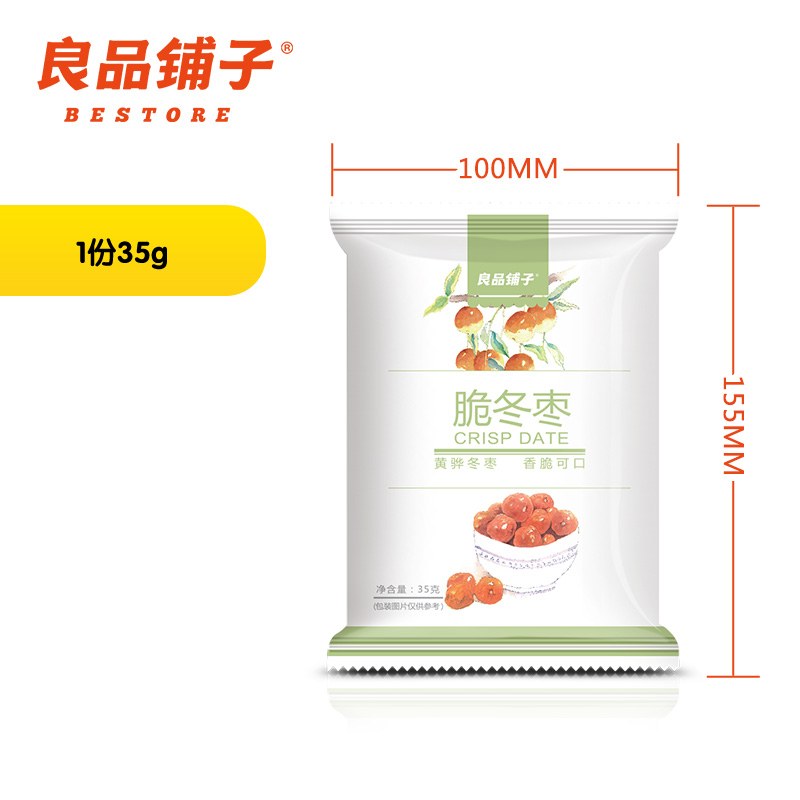 良品铺子®
BESTORE
100MM
1份35g
155MM
良品铺子®
脆冬枣
CRISP DATE
黄骅冬枣 香脆可口
净含量：35克
(包装图片仅供参考)